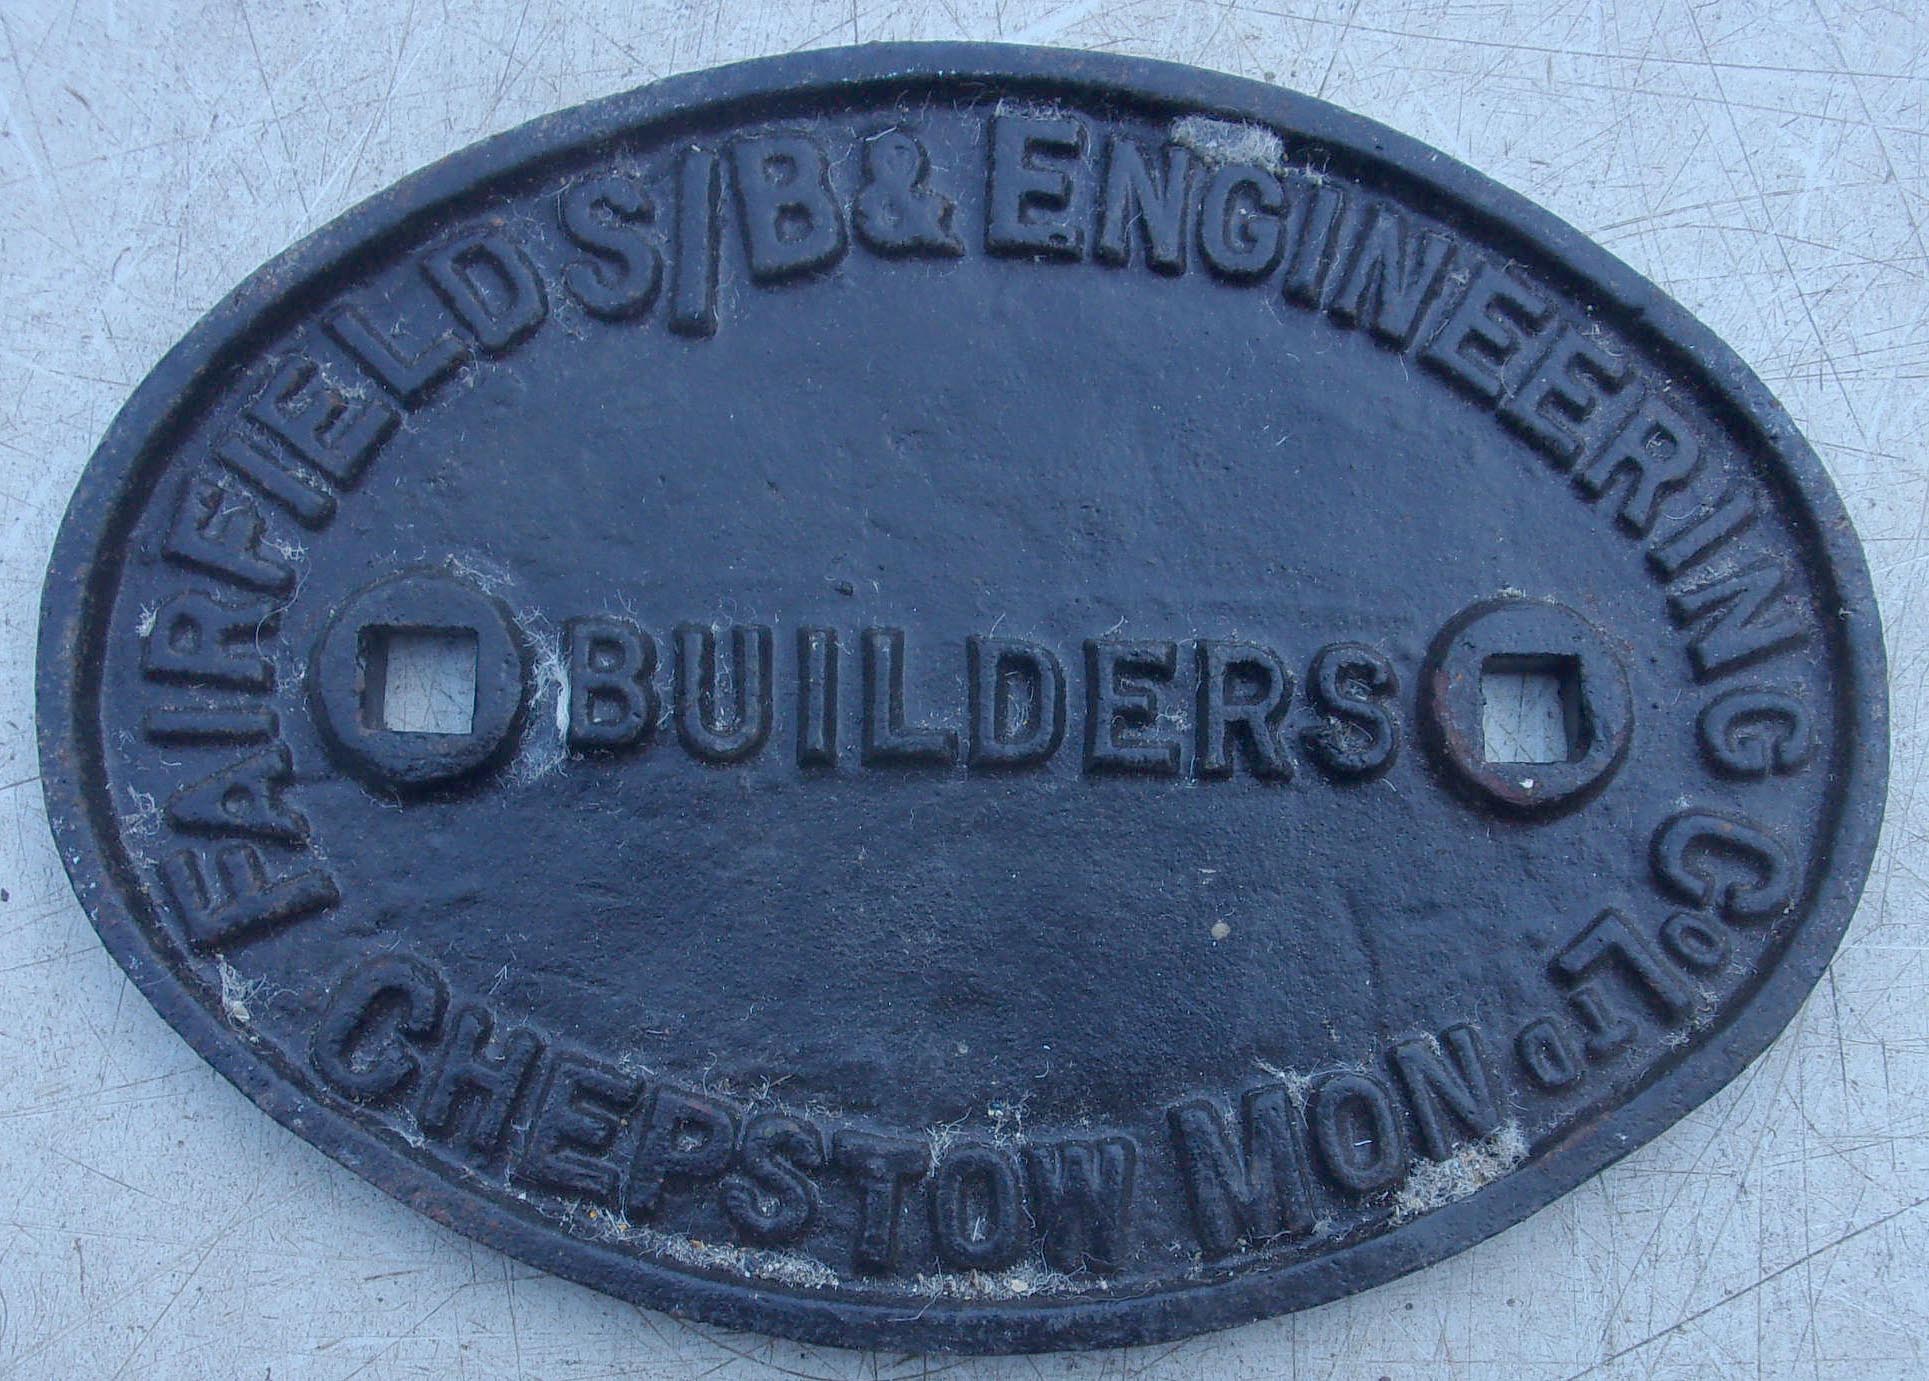 FAIRFIELD S/B & ENGINEERING Co LTD
BUILDERS
CHEPSTOW MON